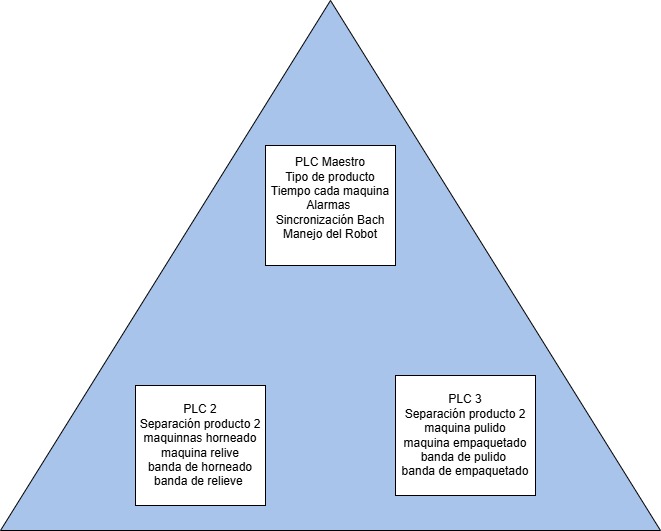 PLC Maestro
Tipo de producto
Tiempo cada maquina
Alarmas
Sincronización Bach
Manejo del Robot
PLC 2
Separación producto 2
maquinnas horneado
maquina relive
banda de horneado
banda de relieve
PLC 3
Separación producto 2
maquina pulido
maquina empaquetado
banda de pulido
banda de empaquetado